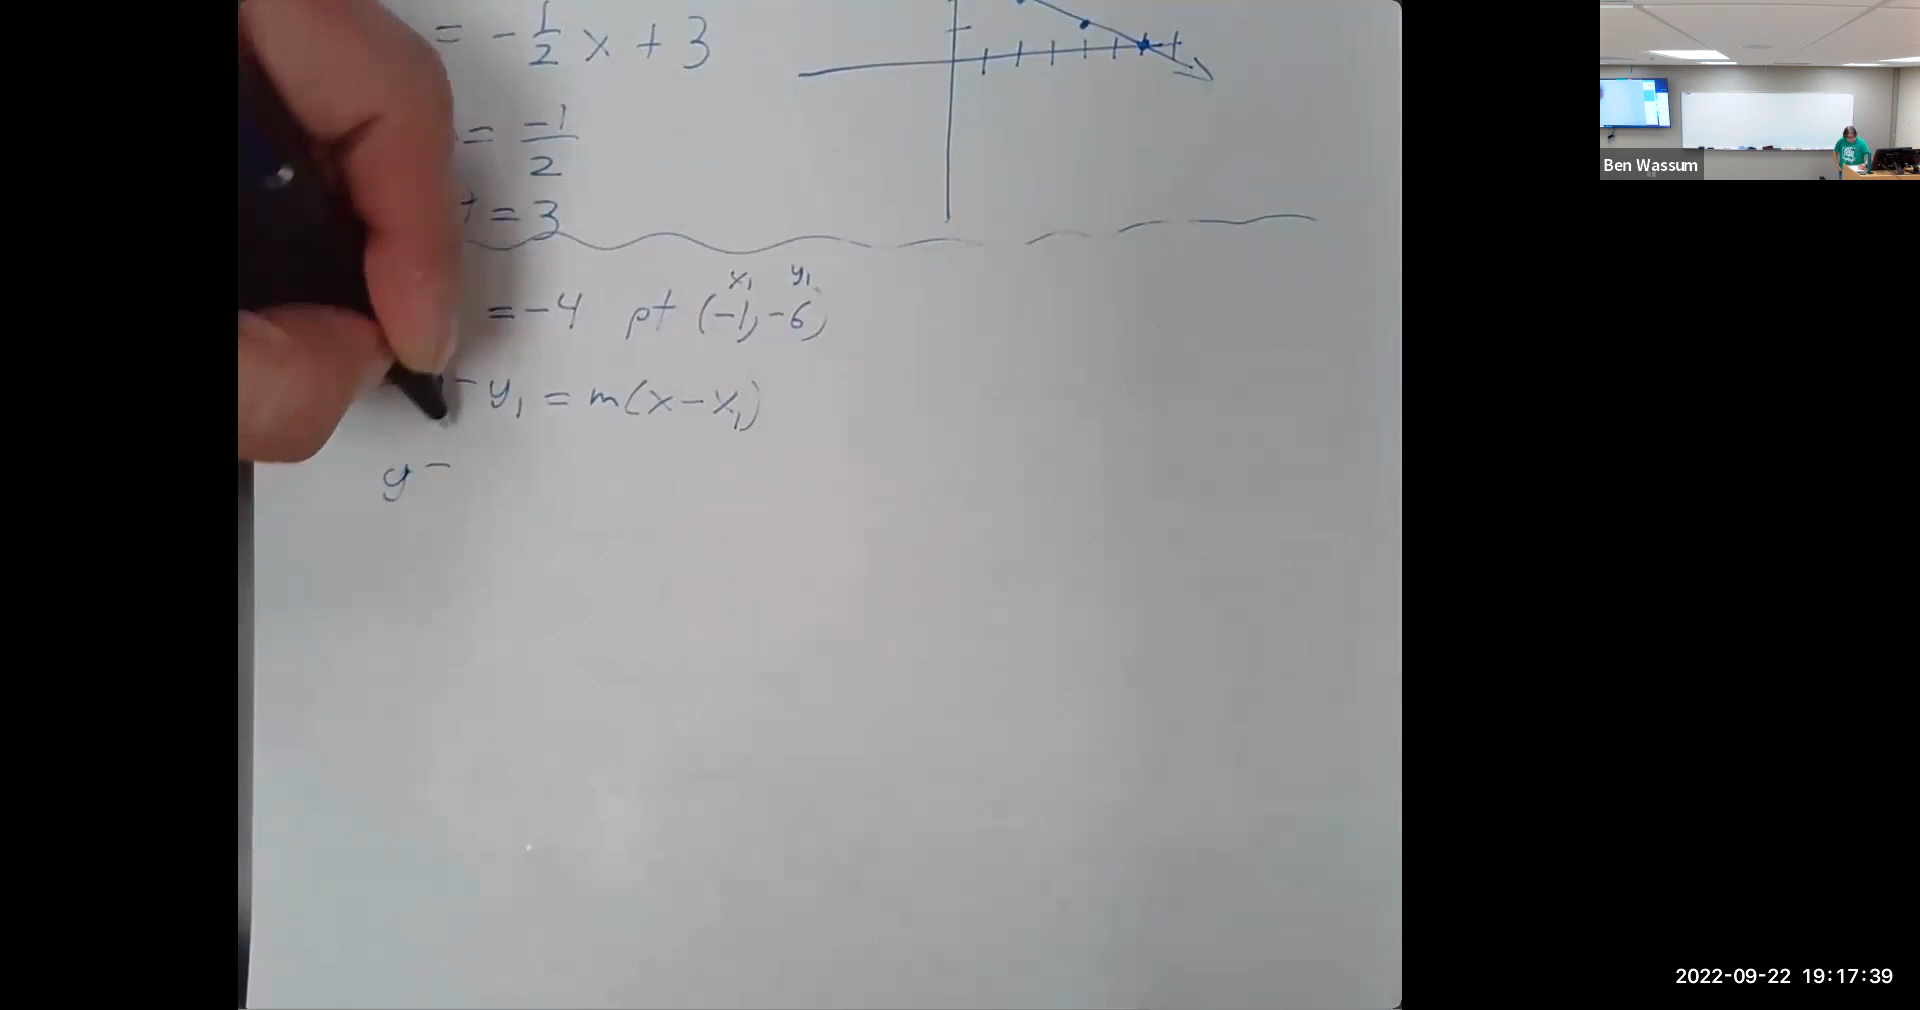 = - 1/2 x + 3
= -1/2
t = 3
x₁ y₁
= -4 pt (-1, -6)
- y₁ = m(x - x₁)
y -
Ben Wassum
2022-09-22 19:17:39